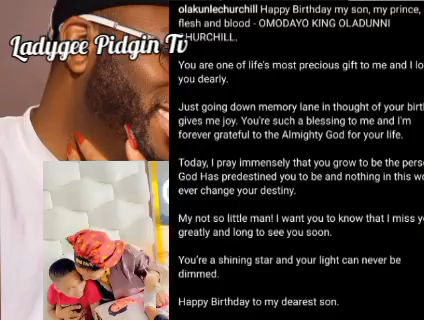 Ladygee Pidgin Tv
olakunlechurchill Happy Birthday my son, my prince,
flesh and blood - OMODAYO KING OLADUNNI
CHURCHILL.
You are one of life's most precious gift to me and I
you dearly.
Just going down memory lane in thought of your
gives me joy. You're such a blessing to me and I'm
forever grateful to the Almighty God for your life.
Today, I pray immensely that you grow to be the
God Has predestined you to be and nothing in this
ever change your destiny.
My not so little man! I want you to know that I miss
greatly and long to see you soon.
You're a shining star and your light can never be
dimmed.
Happy Birthday to my dearest son.